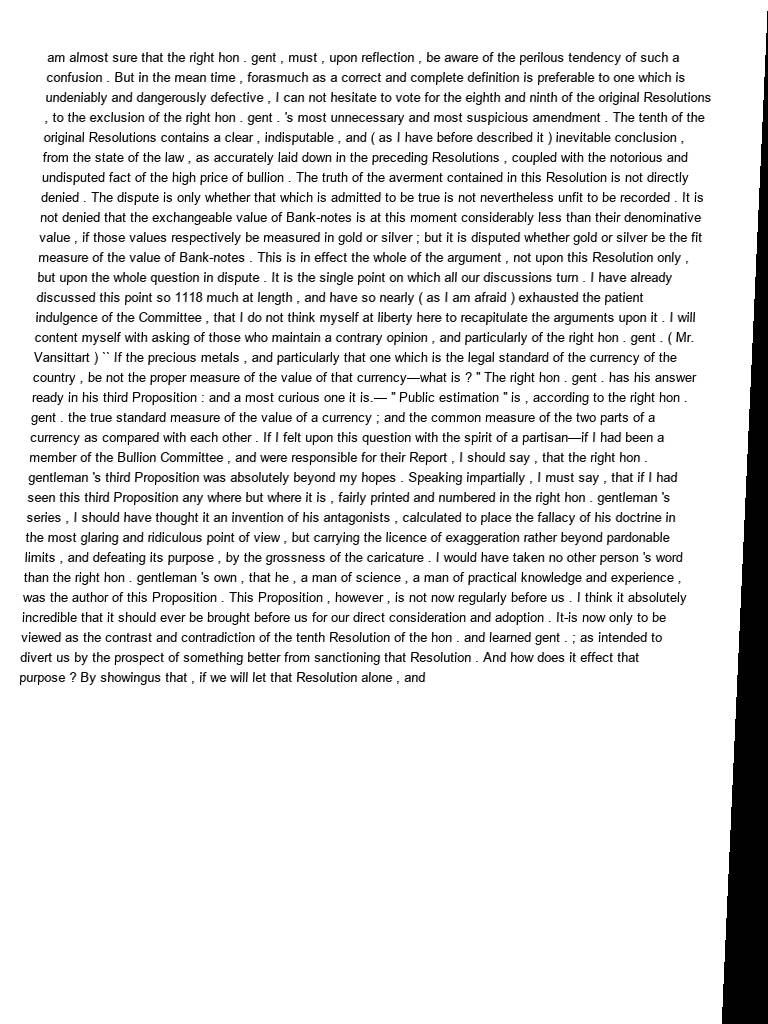 am almost sure that the right hon . gent , must , upon reflection , be aware of the perilous tendency of such a
confusion . But in the mean time , forasmuch as a correct and complete definition is preferable to one which is
undeniably and dangerously defective , I can not hesitate to vote for the eighth and ninth of the original Resolutions
, to the exclusion of the right hon . gent . 's most unnecessary and most suspicious amendment . The tenth of the
original Resolutions contains a clear , indisputable , and ( as I have before described it ) inevitable conclusion ,
from the state of the law , as accurately laid down in the preceding Resolutions , coupled with the notorious and
undisputed fact of the high price of bullion . The truth of the averment contained in this Resolution is not directly
denied . The dispute is only whether that which is admitted to be true is not nevertheless unfit to be recorded . It is
not denied that the exchangeable value of Bank-notes is at this moment considerably less than their denominative
value , if those values respectively be measured in gold or silver ; but it is disputed whether gold or silver be the fit
measure of the value of Bank-notes . This is in effect the whole of the argument , not upon this Resolution only ,
but upon the whole question in dispute . It is the single point on which all our discussions turn . I have already
discussed this point so 1118 much at length , and have so nearly ( as I am afraid ) exhausted the patient
indulgence of the Committee , that I do not think myself at liberty here to recapitulate the arguments upon it . I will
content myself with asking of those who maintain a contrary opinion , and particularly of the right hon . gent . ( Mr.
Vansittart ) `` If the precious metals , and particularly that one which is the legal standard of the currency of the
country , be not the proper measure of the value of that currency—what is ? " The right hon . gent . has his answer
ready in his third Proposition : and a most curious one it is.— " Public estimation " is , according to the right hon .
gent . the true standard measure of the value of a currency ; and the common measure of the two parts of a
currency as compared with each other . If I felt upon this question with the spirit of a partisan—if I had been a
member of the Bullion Committee , and were responsible for their Report , I should say , that the right hon .
gentleman 's third Proposition was absolutely beyond my hopes . Speaking impartially , I must say , that if I had
seen this third Proposition any where but where it is , fairly printed and numbered in the right hon . gentleman 's
series , I should have thought it an invention of his antagonists , calculated to place the fallacy of his doctrine in
the most glaring and ridiculous point of view , but carrying the licence of exaggeration rather beyond pardonable
limits , and defeating its purpose , by the grossness of the caricature . I would have taken no other person 's word
than the right hon . gentleman 's own , that he , a man of science , a man of practical knowledge and experience ,
was the author of this Proposition . This Proposition , however , is not now regularly before us . I think it absolutely
incredible that it should ever be brought before us for our direct consideration and adoption . It-is now only to be
viewed as the contrast and contradiction of the tenth Resolution of the hon . and learned gent . ; as intended to
divert us by the prospect of something better from sanctioning that Resolution . And how does it effect that
purpose ? By showingus that , if we will let that Resolution alone , and